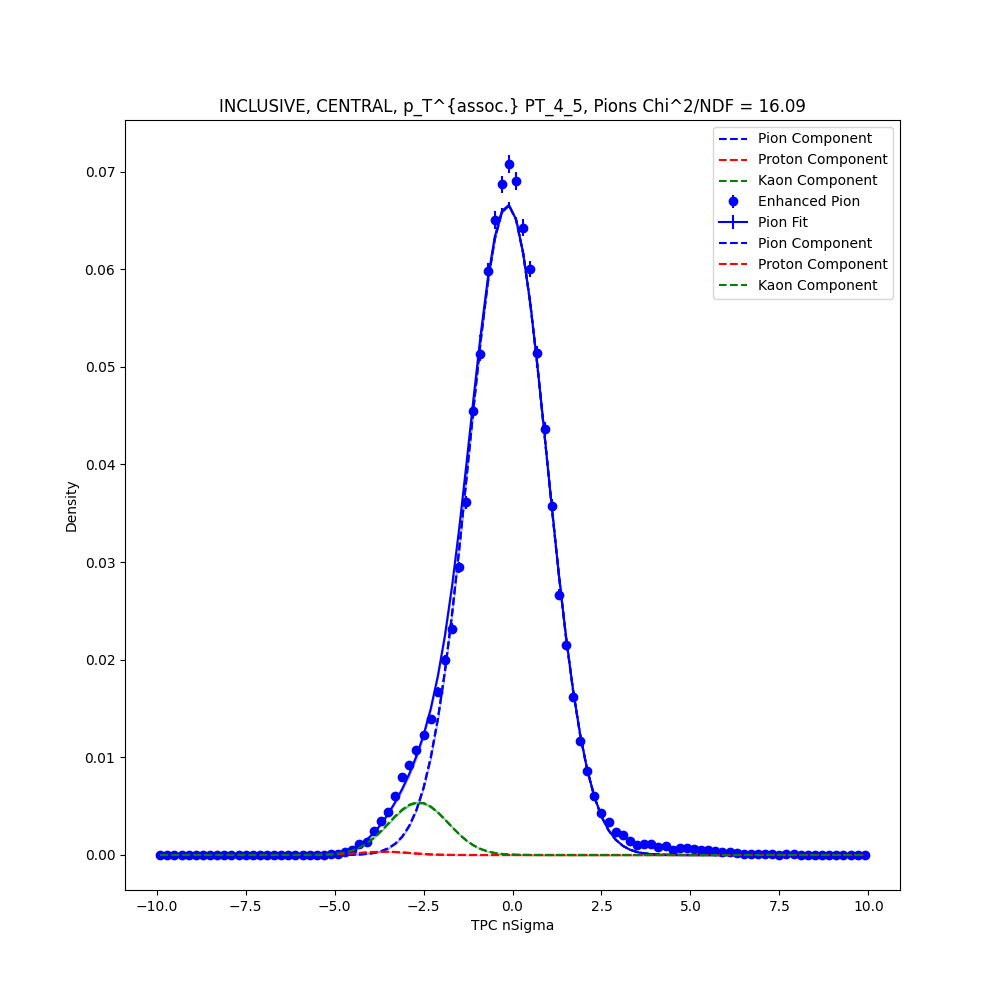 INCLUSIVE, CENTRAL, p_T^{assoc.} PT_4_5, Pions Chi^2/NDF = 16.09
Pion Component
Proton Component
Kaon Component
Enhanced Pion
Pion Fit
Pion Component
Proton Component
Kaon Component
0.07
0.06
0.05
0.04
0.03
0.02
0.01
0.00
Density
−10.0 −7.5 −5.0 −2.5 0.0 2.5 5.0 7.5 10.0
TPC nSigma